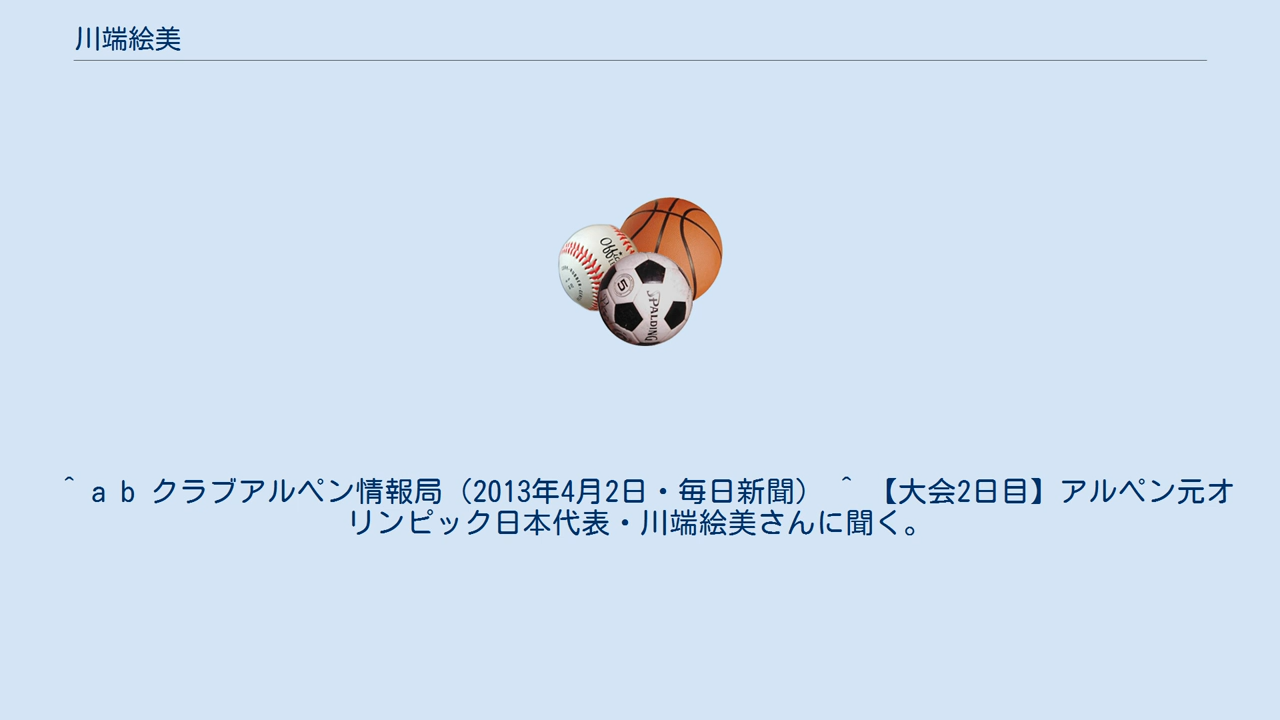 川端絵美
Offic
5
SPALDING
^ a b クラブアルペン情報局（2013年4月2日・毎日新聞） ^ 【大会2日目】アルペン元オ
リンピック日本代表・川端絵美さんに聞く。